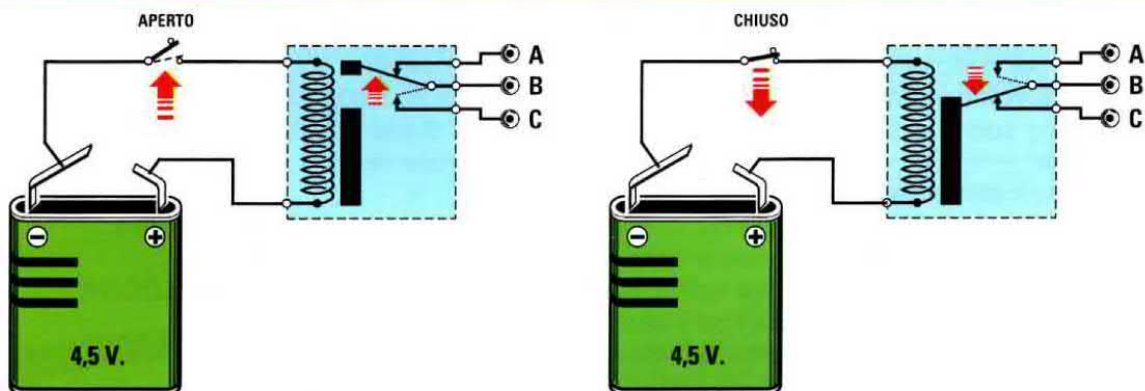 APERTO
A
B
C
− +
4,5 V.
CHIUSO
A
B
C
− +
4,5 V.